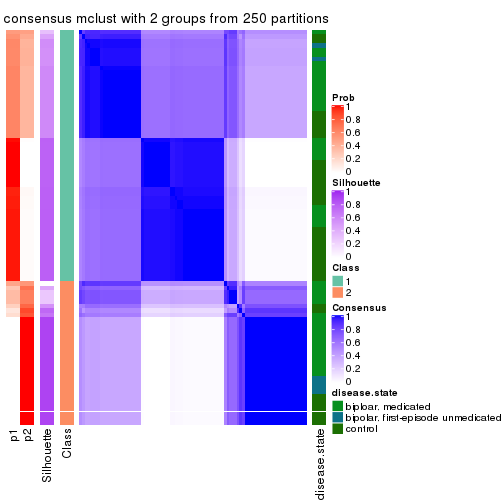 consensus mclust with 2 groups from 250 partitions
Prob
1
0.8
0.6
0.4
0.2
0
Silhouette
1
0.8
0.6
0.4
0.2
0
Class
1
2
Consensus
1
0.8
0.6
0.4
0.2
0
disease.state
biploar, medicated
bipolar, first-episode unmedicated
control
p1
p2
Silhouette
Class
disease.state